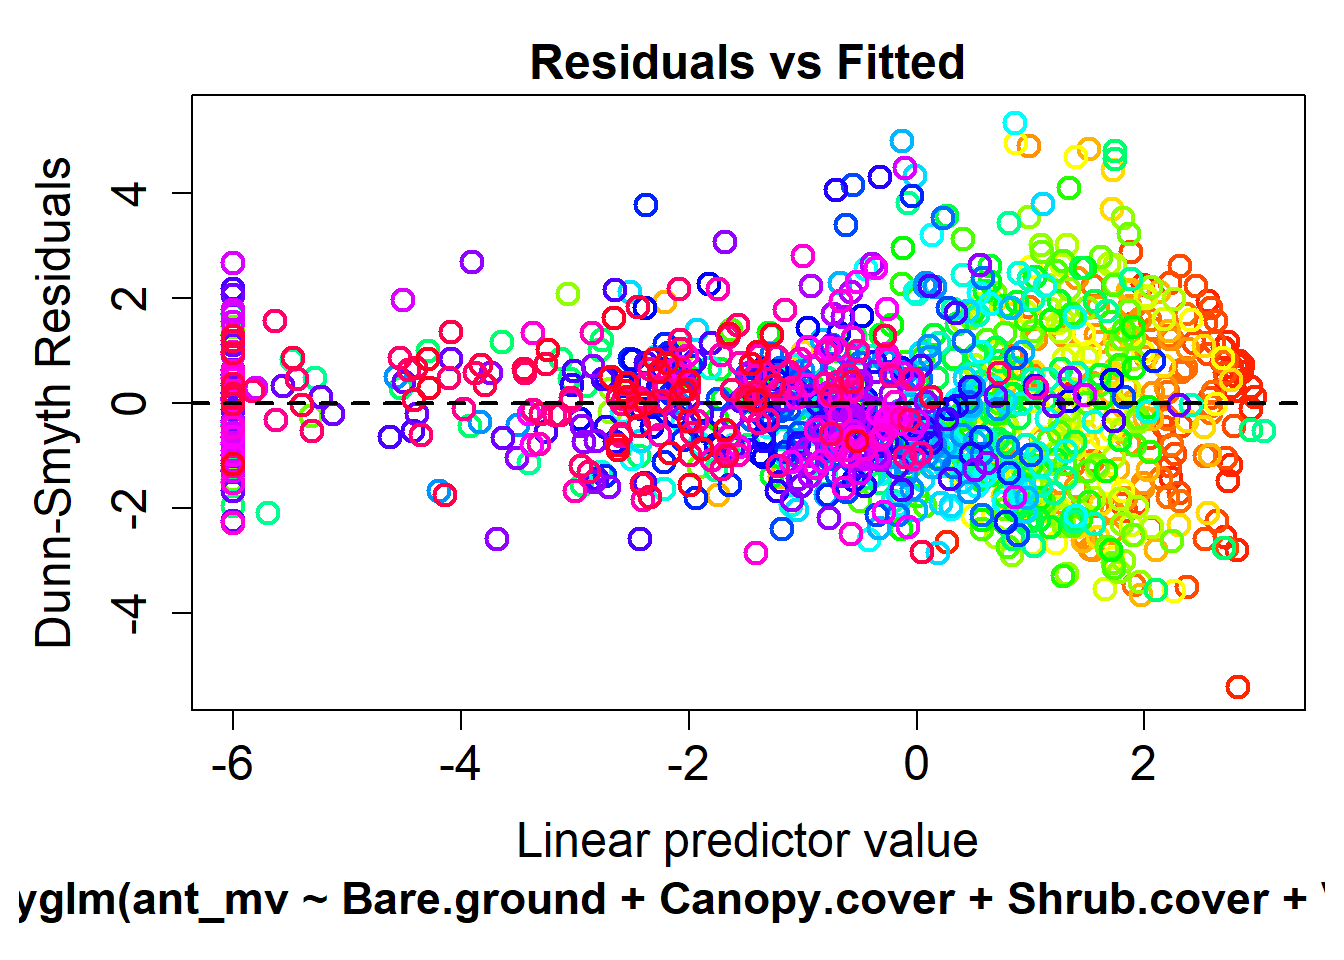 Residuals vs Fitted
Dunn-Smyth Residuals
4
2
0
-2
-4
-6 -4 -2 0 2
Linear predictor value
yglm(ant_mv ~ Bare.ground + Canopy.cover + Shrub.cover +